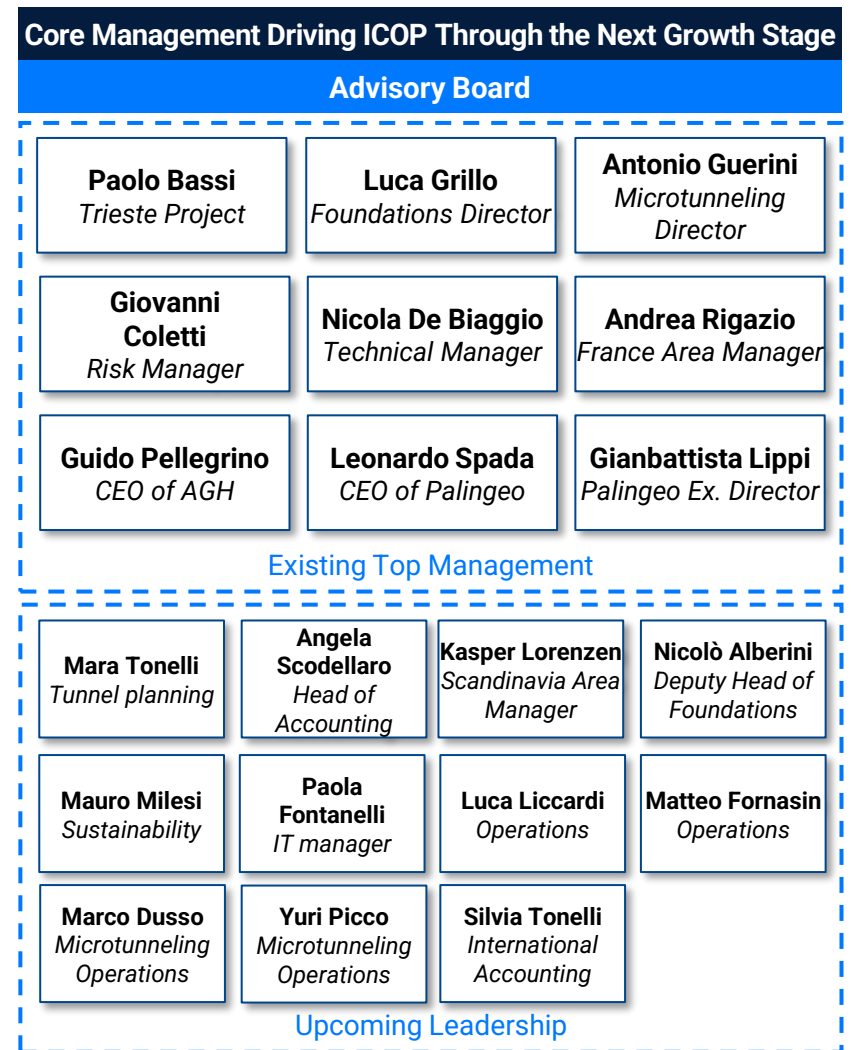 Core Management Driving ICOP Through the Next Growth Stage
Advisory Board
Paolo Bassi
Trieste Project
Luca Grillo
Foundations Director
Antonio Guerini
Microtunneling
Director
Giovanni
Coletti
Risk Manager
Nicola De Biaggio
Technical Manager
Andrea Rigazio
France Area Manager
Guido Pellegrino
CEO of AGH
Leonardo Spada
CEO of Palingeo
Gianbattista Lippi
Palingeo Ex. Director
Existing Top Management
Mara Tonelli
Tunnel planning
Angela
Scodellaro
Head of
Accounting
Kasper Lorenzen
Scandinavia Area
Manager
Nicolò Alberini
Deputy Head of
Foundations
Mauro Milesi
Sustainability
Paola
Fontanelli
IT manager
Luca Liccardi
Operations
Matteo Fornasin
Operations
Marco Dusso
Microtunneling
Operations
Yuri Picco
Microtunneling
Operations
Silvia Tonelli
International
Accounting
Upcoming Leadership